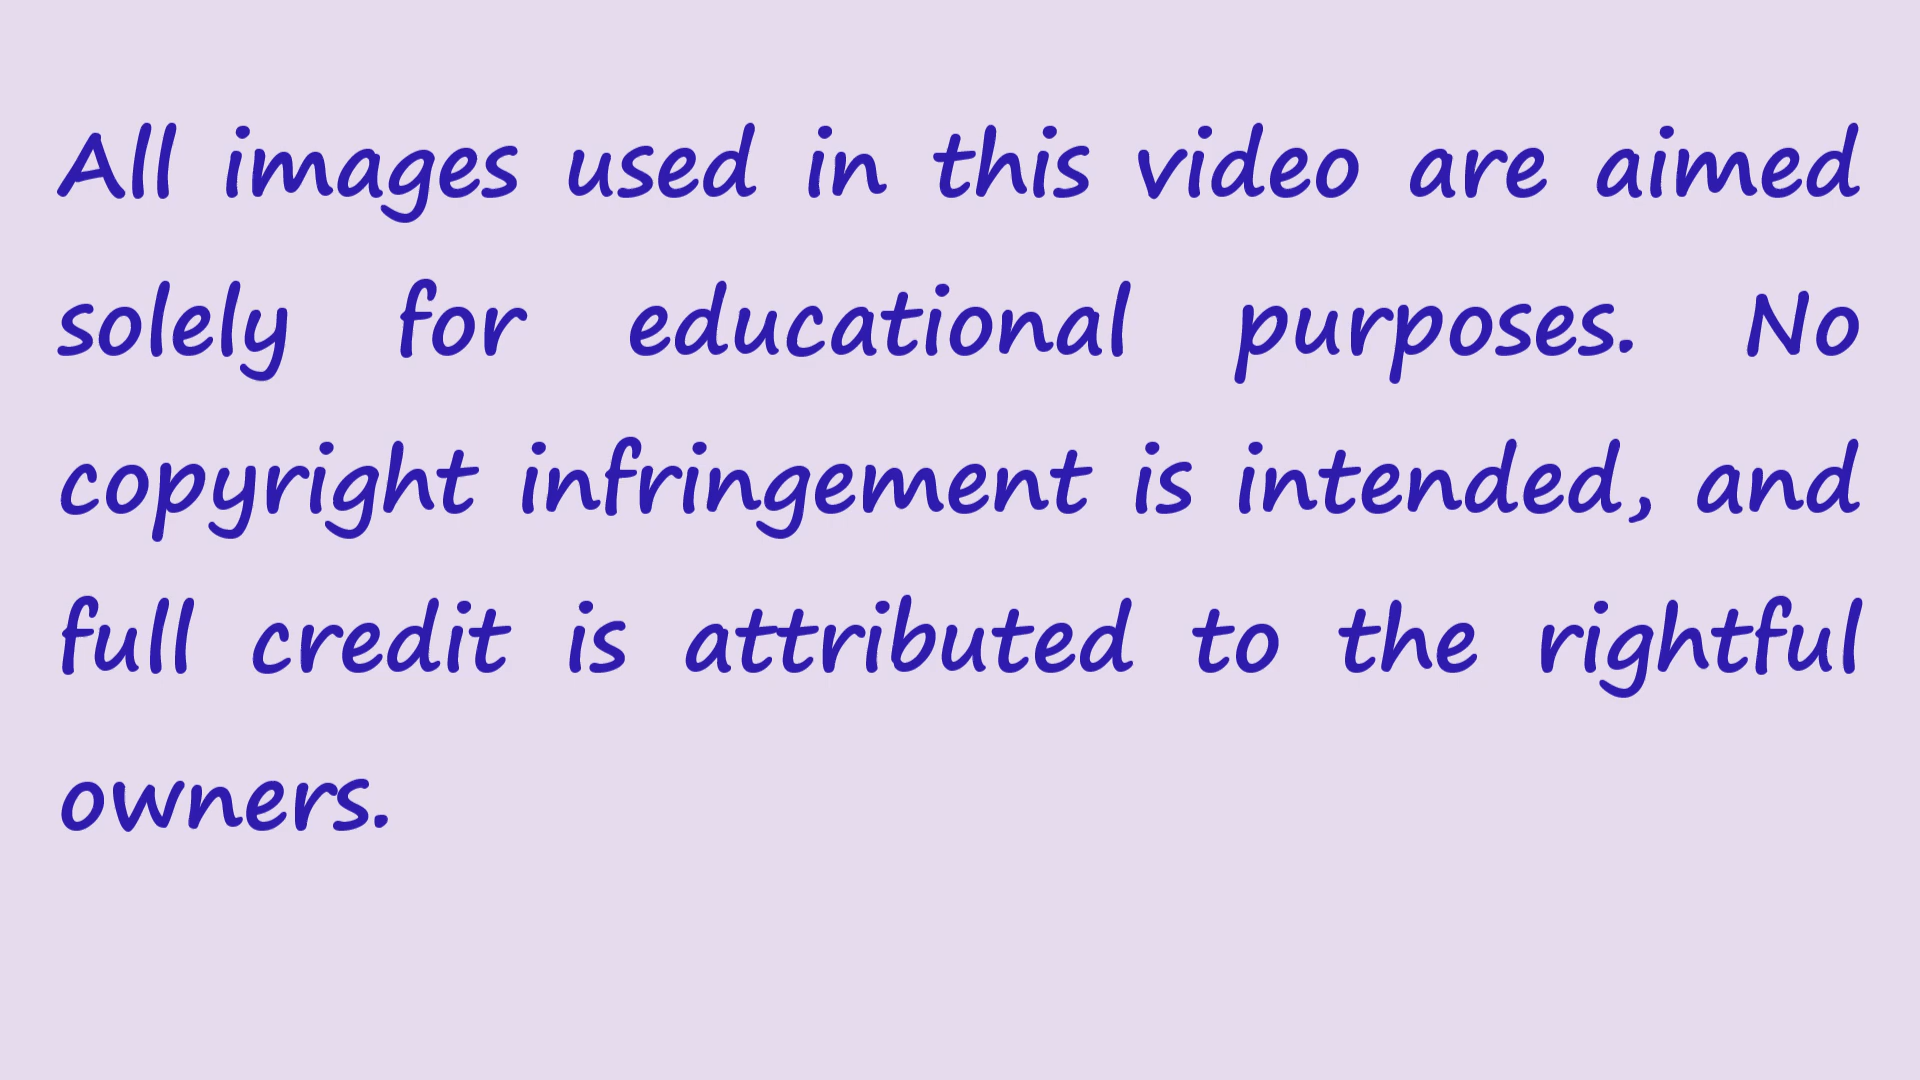 All images used in this video are aimed
solely for educational purposes. No
copyright infringement is intended, and
full credit is attributed to the rightful
owners.